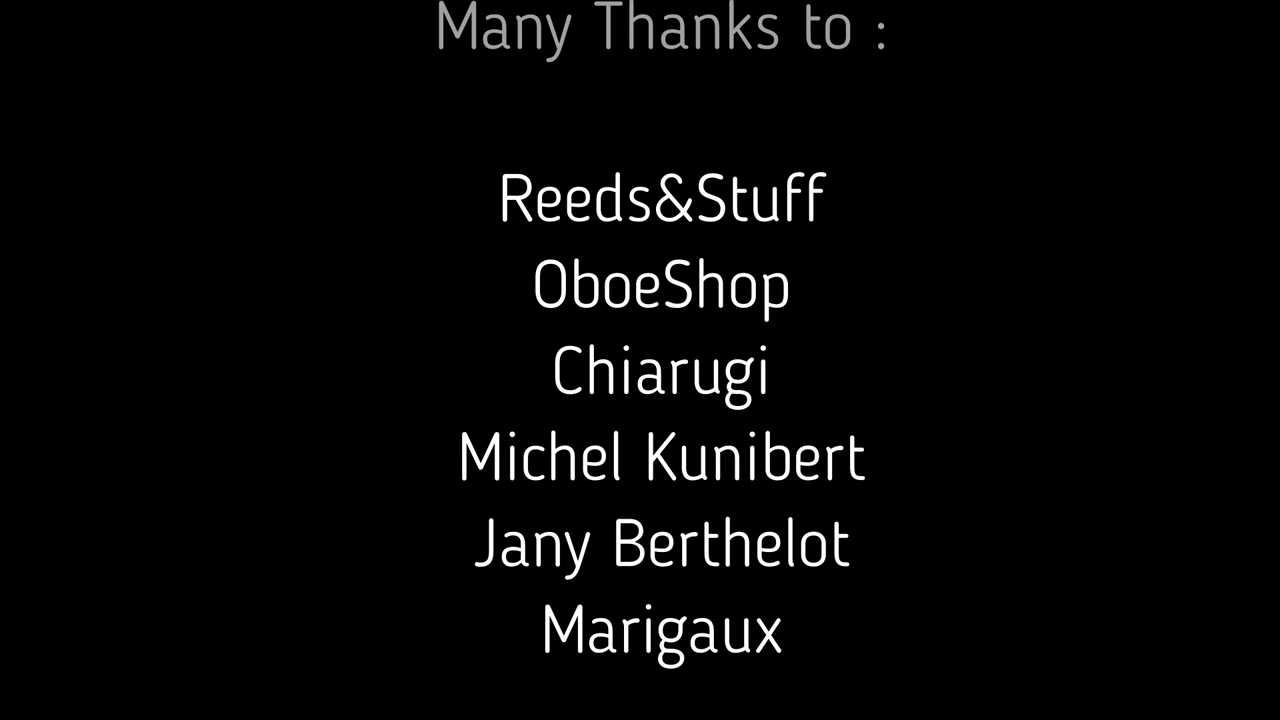 Many Thanks to :
Reeds&Stuff
OboeShop
Chiarugi
Michel Kunibert
Jany Berthelot
Marigaux